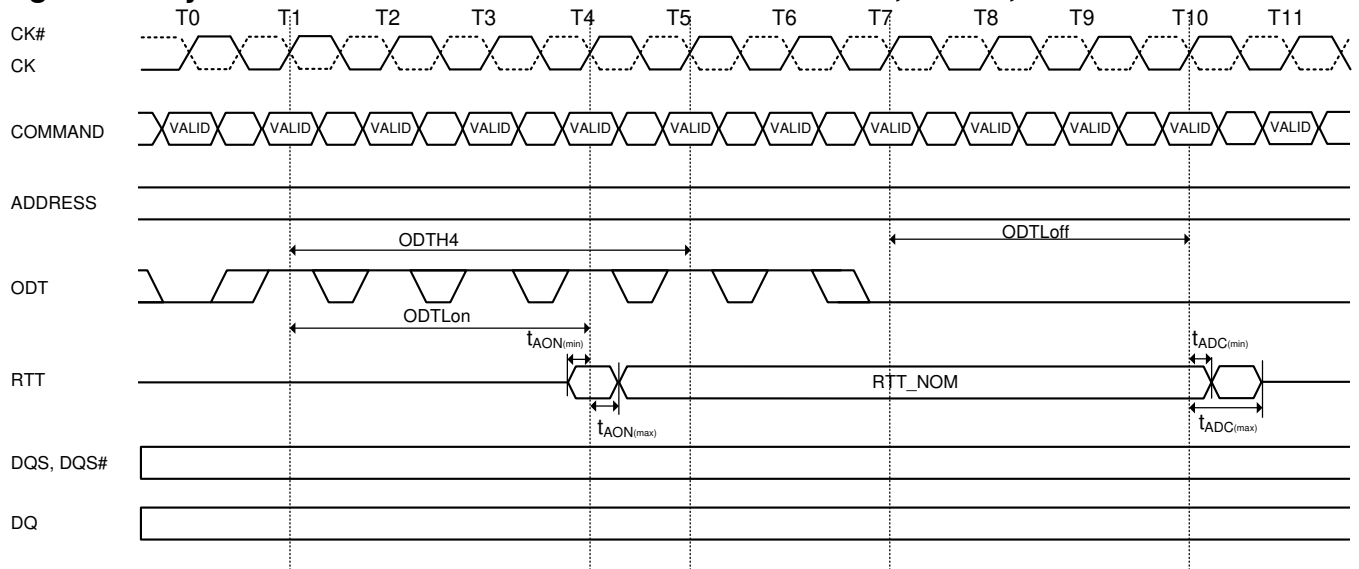 T0 T1 T2 T3 T4 T5 T6 T7 T8 T9 T10 T11
CK#
CK
COMMAND
VALID VALID VALID VALID VALID VALID VALID VALID VALID VALID VALID VALID
ADDRESS
ODTH4
ODTLoff
ODT
ODTLon
tAON(min)
tADC(min)
RTT
RTT_NOM
tAON(max)
tADC(max)
DQS, DQS#
DQ